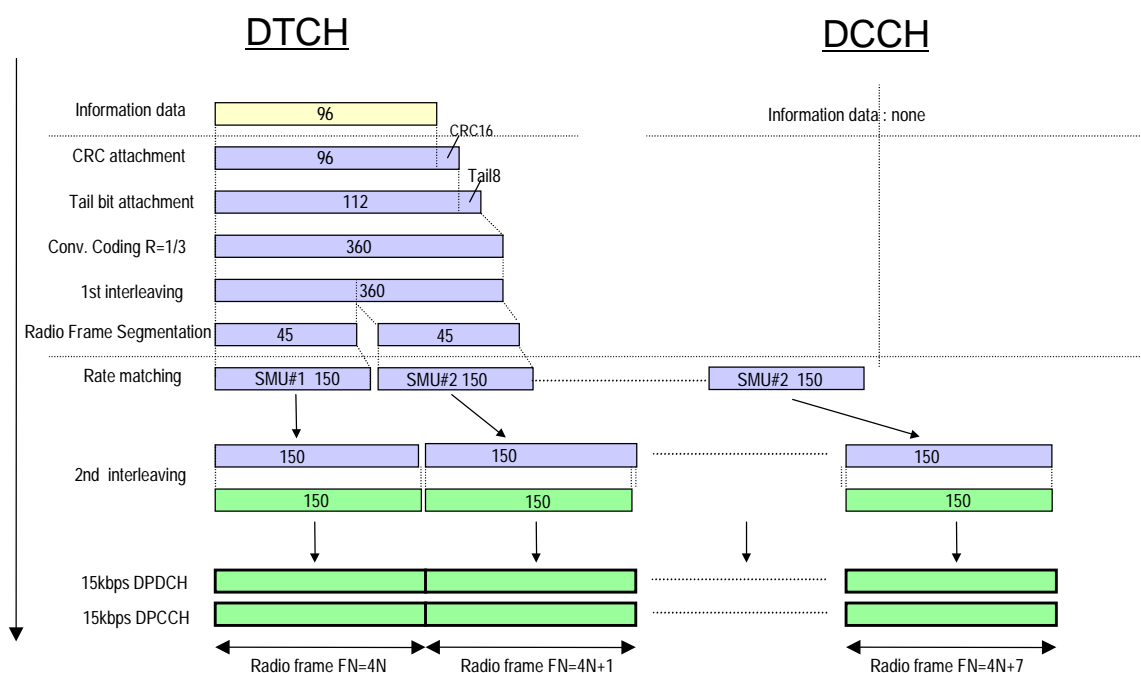 DTCH DCCH
Information data 96 Information data : none
CRC16
CRC attachment 96
Tail8
Tail bit attachment 112
Conv. Coding R=1/3 360
1st interleaving 360
Radio Frame Segmentation 45 45
Rate matching SMU#1 150 SMU#2 150 SMU#2 150
150 150 150
2nd interleaving
150 150 150
15kbps DPDCH
15kbps DPCCH
Radio frame FN=4N Radio frame FN=4N+1 Radio frame FN=4N+7